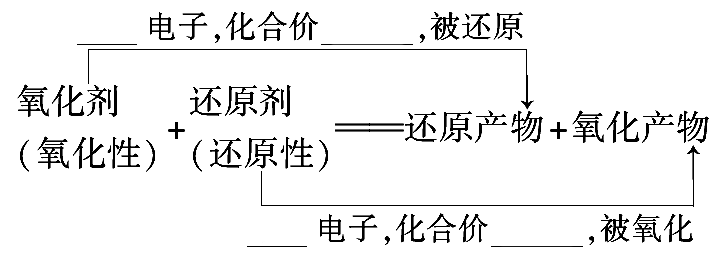 ____ 电子,化合价______,被还原
氧化剂 还原剂
+ ══ 还原产物+氧化产物
(氧化性) (还原性)
____ 电子,化合价______,被氧化